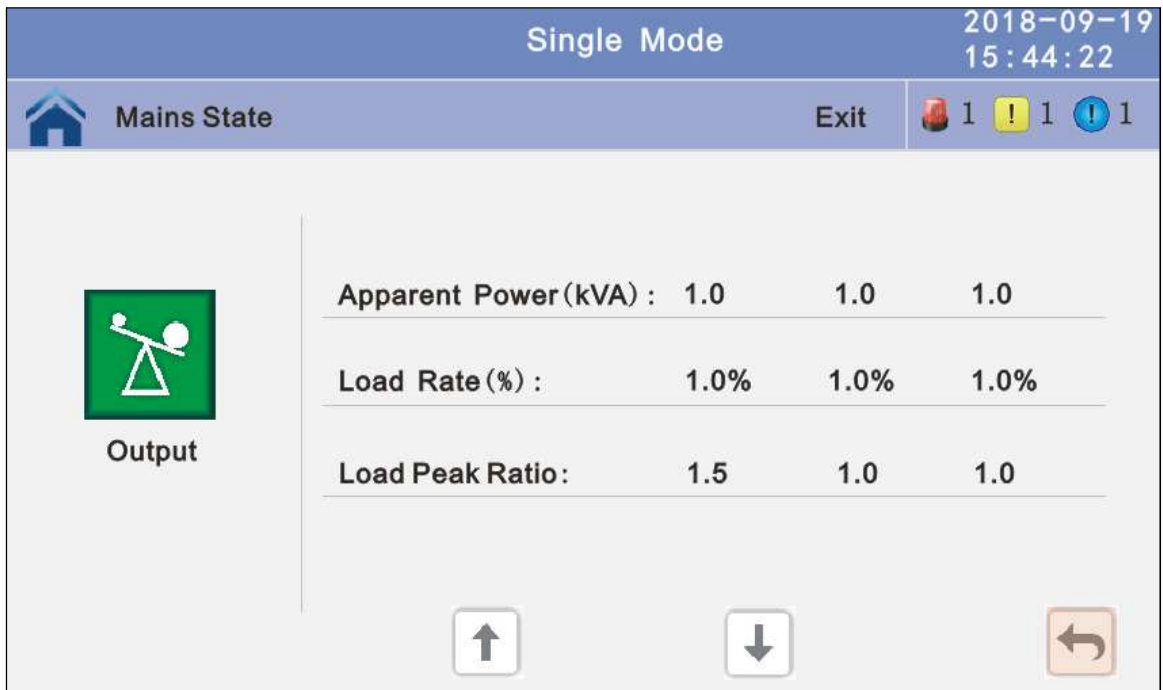 Single Mode
2018-09-19
15:44:22
Mains State Exit 1 ! 1 ! 1
Apparent Power(kVA): 1.0 1.0 1.0
Load Rate(%): 1.0% 1.0% 1.0%
Output
Load Peak Ratio: 1.5 1.0 1.0